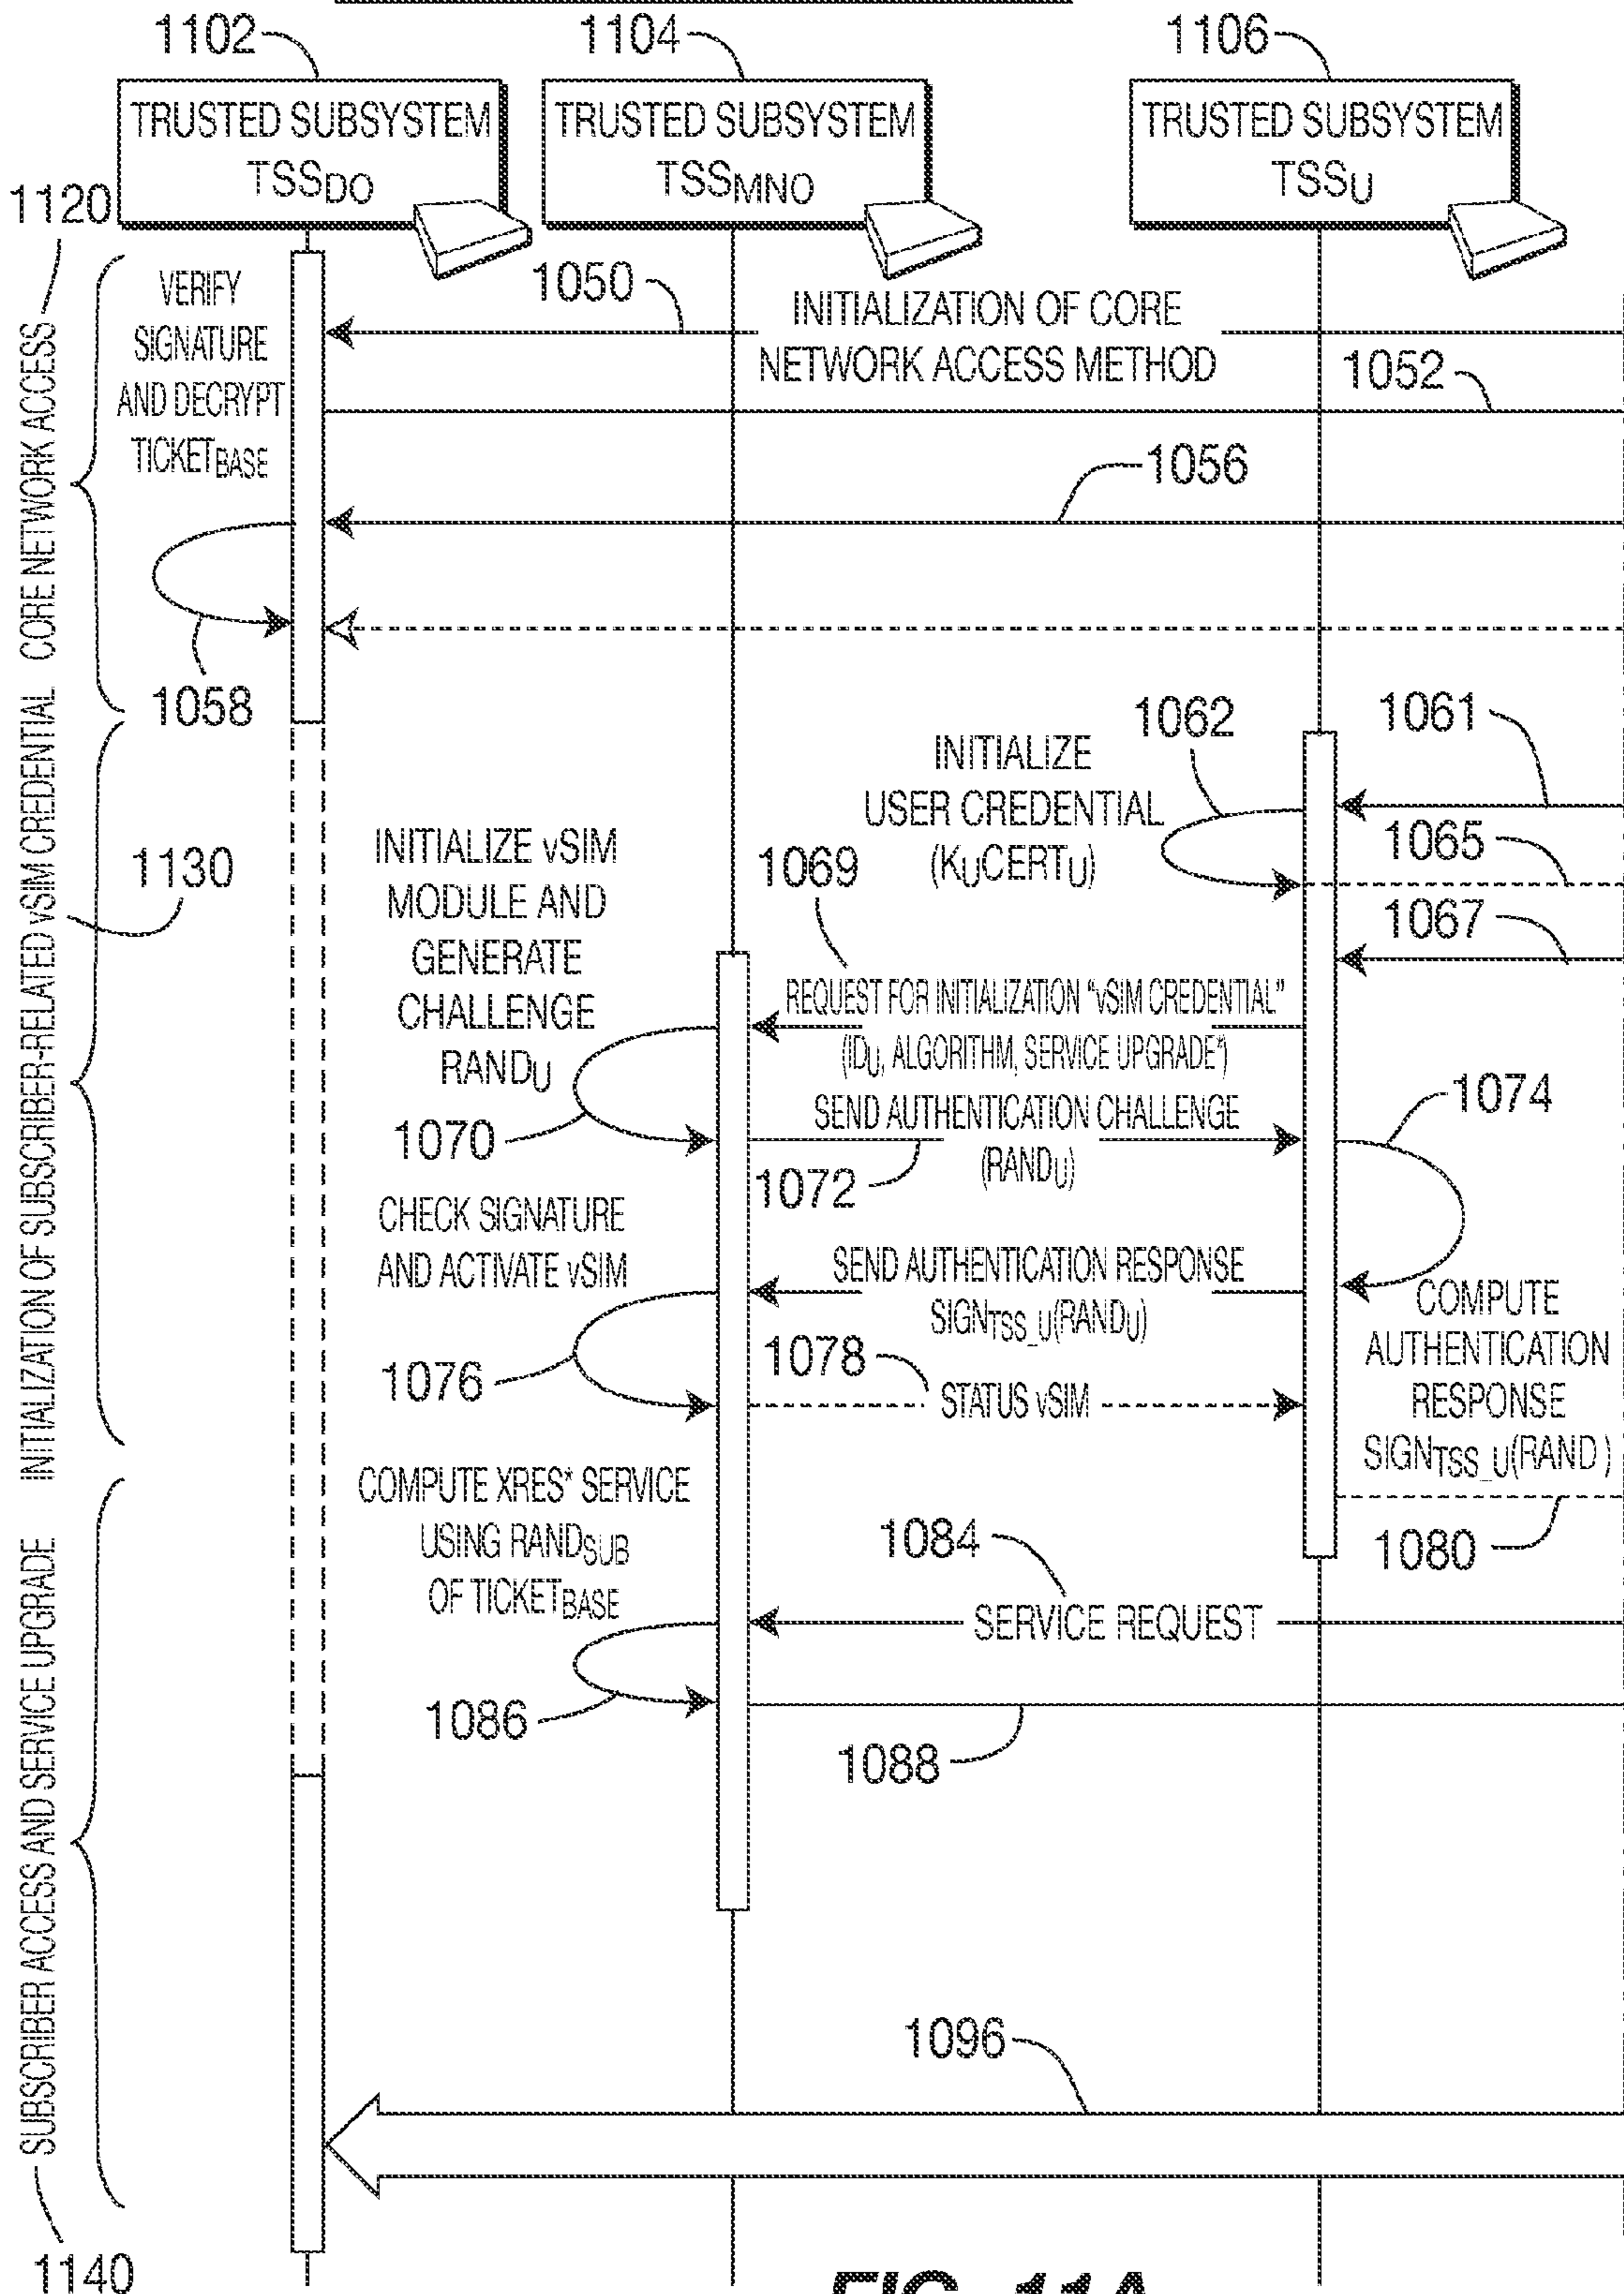 1102
1104
1106
TRUSTED SUBSYSTEM
TSSDO
TRUSTED SUBSYSTEM
TSSMNO
TRUSTED SUBSYSTEM
TSSU
1120
CORE NETWORK ACCESS
VERIFY
SIGNATURE
AND DECRYPT
TICKETBASE
1050
INITIALIZATION OF CORE
NETWORK ACCESS METHOD
1052
1056
1058
INITIALIZATION OF SUBSCRIBER-RELATED vSIM CREDENTIAL
1130
1062
1061
INITIALIZE
USER CREDENTIAL
(KUCERTU)
1065
1067
INITIALIZE vSIM
MODULE AND
GENERATE
CHALLENGE
RANDU
1069
REQUEST FOR INITIALIZATION "vSIM CREDENTIAL"
(IDU, ALGORITHM, SERVICE UPGRADE*)
1070
SEND AUTHENTICATION CHALLENGE
(RANDU)
1072
1074
CHECK SIGNATURE
AND ACTIVATE vSIM
SEND AUTHENTICATION RESPONSE
SIGNTSS_U(RANDU)
COMPUTE
AUTHENTICATION
RESPONSE
SIGNTSS_U(RAND)
1076
1078
STATUS vSIM
1080
SUBSCRIBER ACCESS AND SERVICE UPGRADE
COMPUTE XRES* SERVICE
USING RANDSUB
OF TICKETBASE
1084
SERVICE REQUEST
1086
1088
1096
1140
FIG. 11A